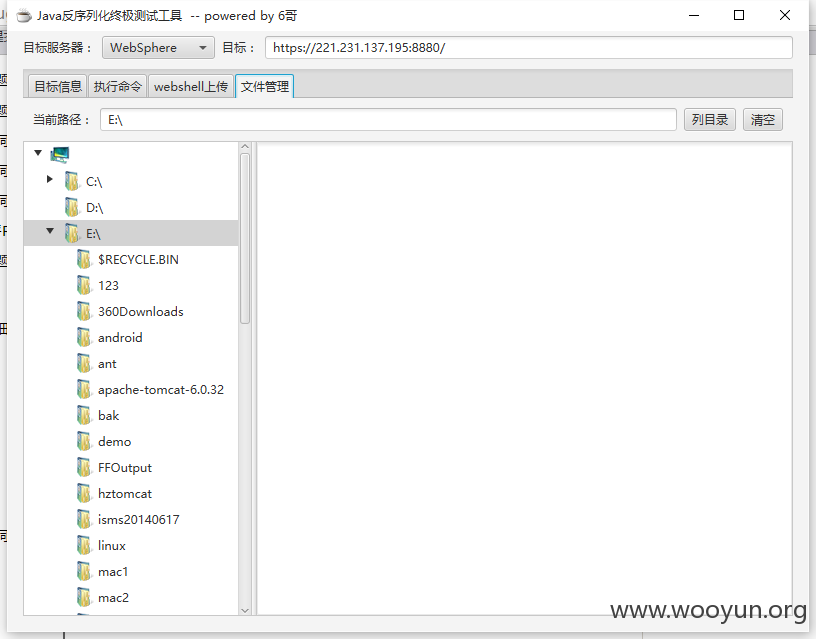 Java反序列化终极测试工具 -- powered by 6哥
目标服务器： WebSphere 目标： https://221.231.137.195:8880/
目标信息 执行命令 webshell上传 文件管理
当前路径： E:\ 列目录 清空
C:\
D:\
E:\
$RECYCLE.BIN
123
360Downloads
android
ant
apache-tomcat-6.0.32
bak
demo
FFOutput
hztomcat
isms20140617
linux
mac1
mac2
www.wooyun.org